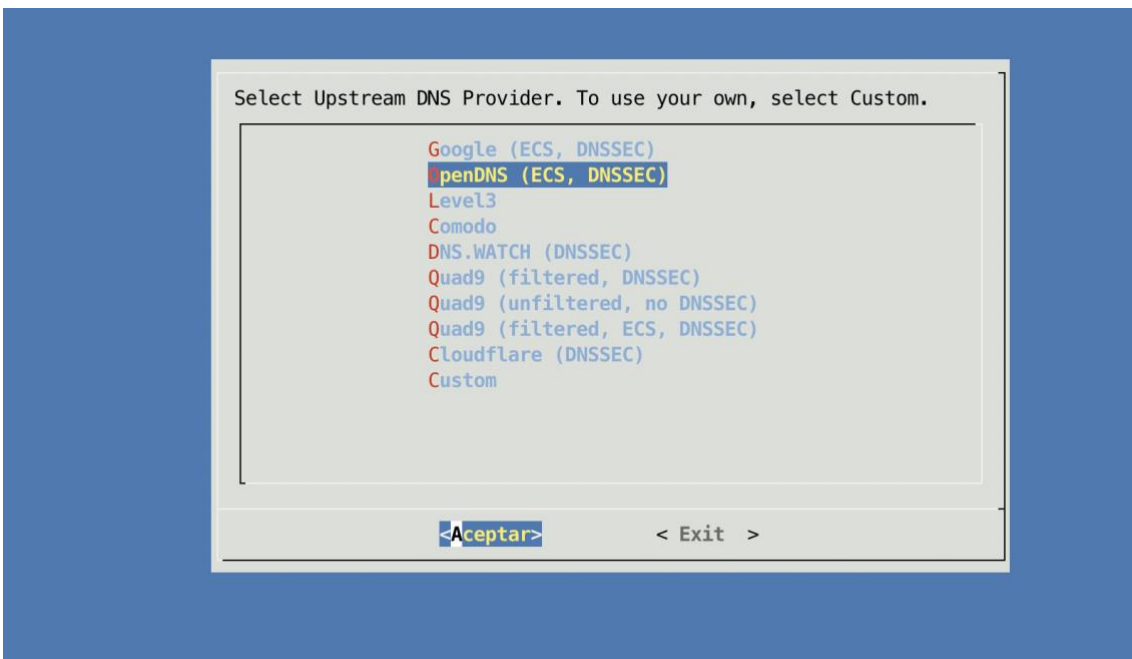 Select Upstream DNS Provider. To use your own, select Custom.
Google (ECS, DNSSEC)
OpenDNS (ECS, DNSSEC)
Level3
Comodo
DNS.WATCH (DNSSEC)
Quad9 (filtered, DNSSEC)
Quad9 (unfiltered, no DNSSEC)
Quad9 (filtered, ECS, DNSSEC)
Cloudflare (DNSSEC)
Custom
<Aceptar> < Exit >